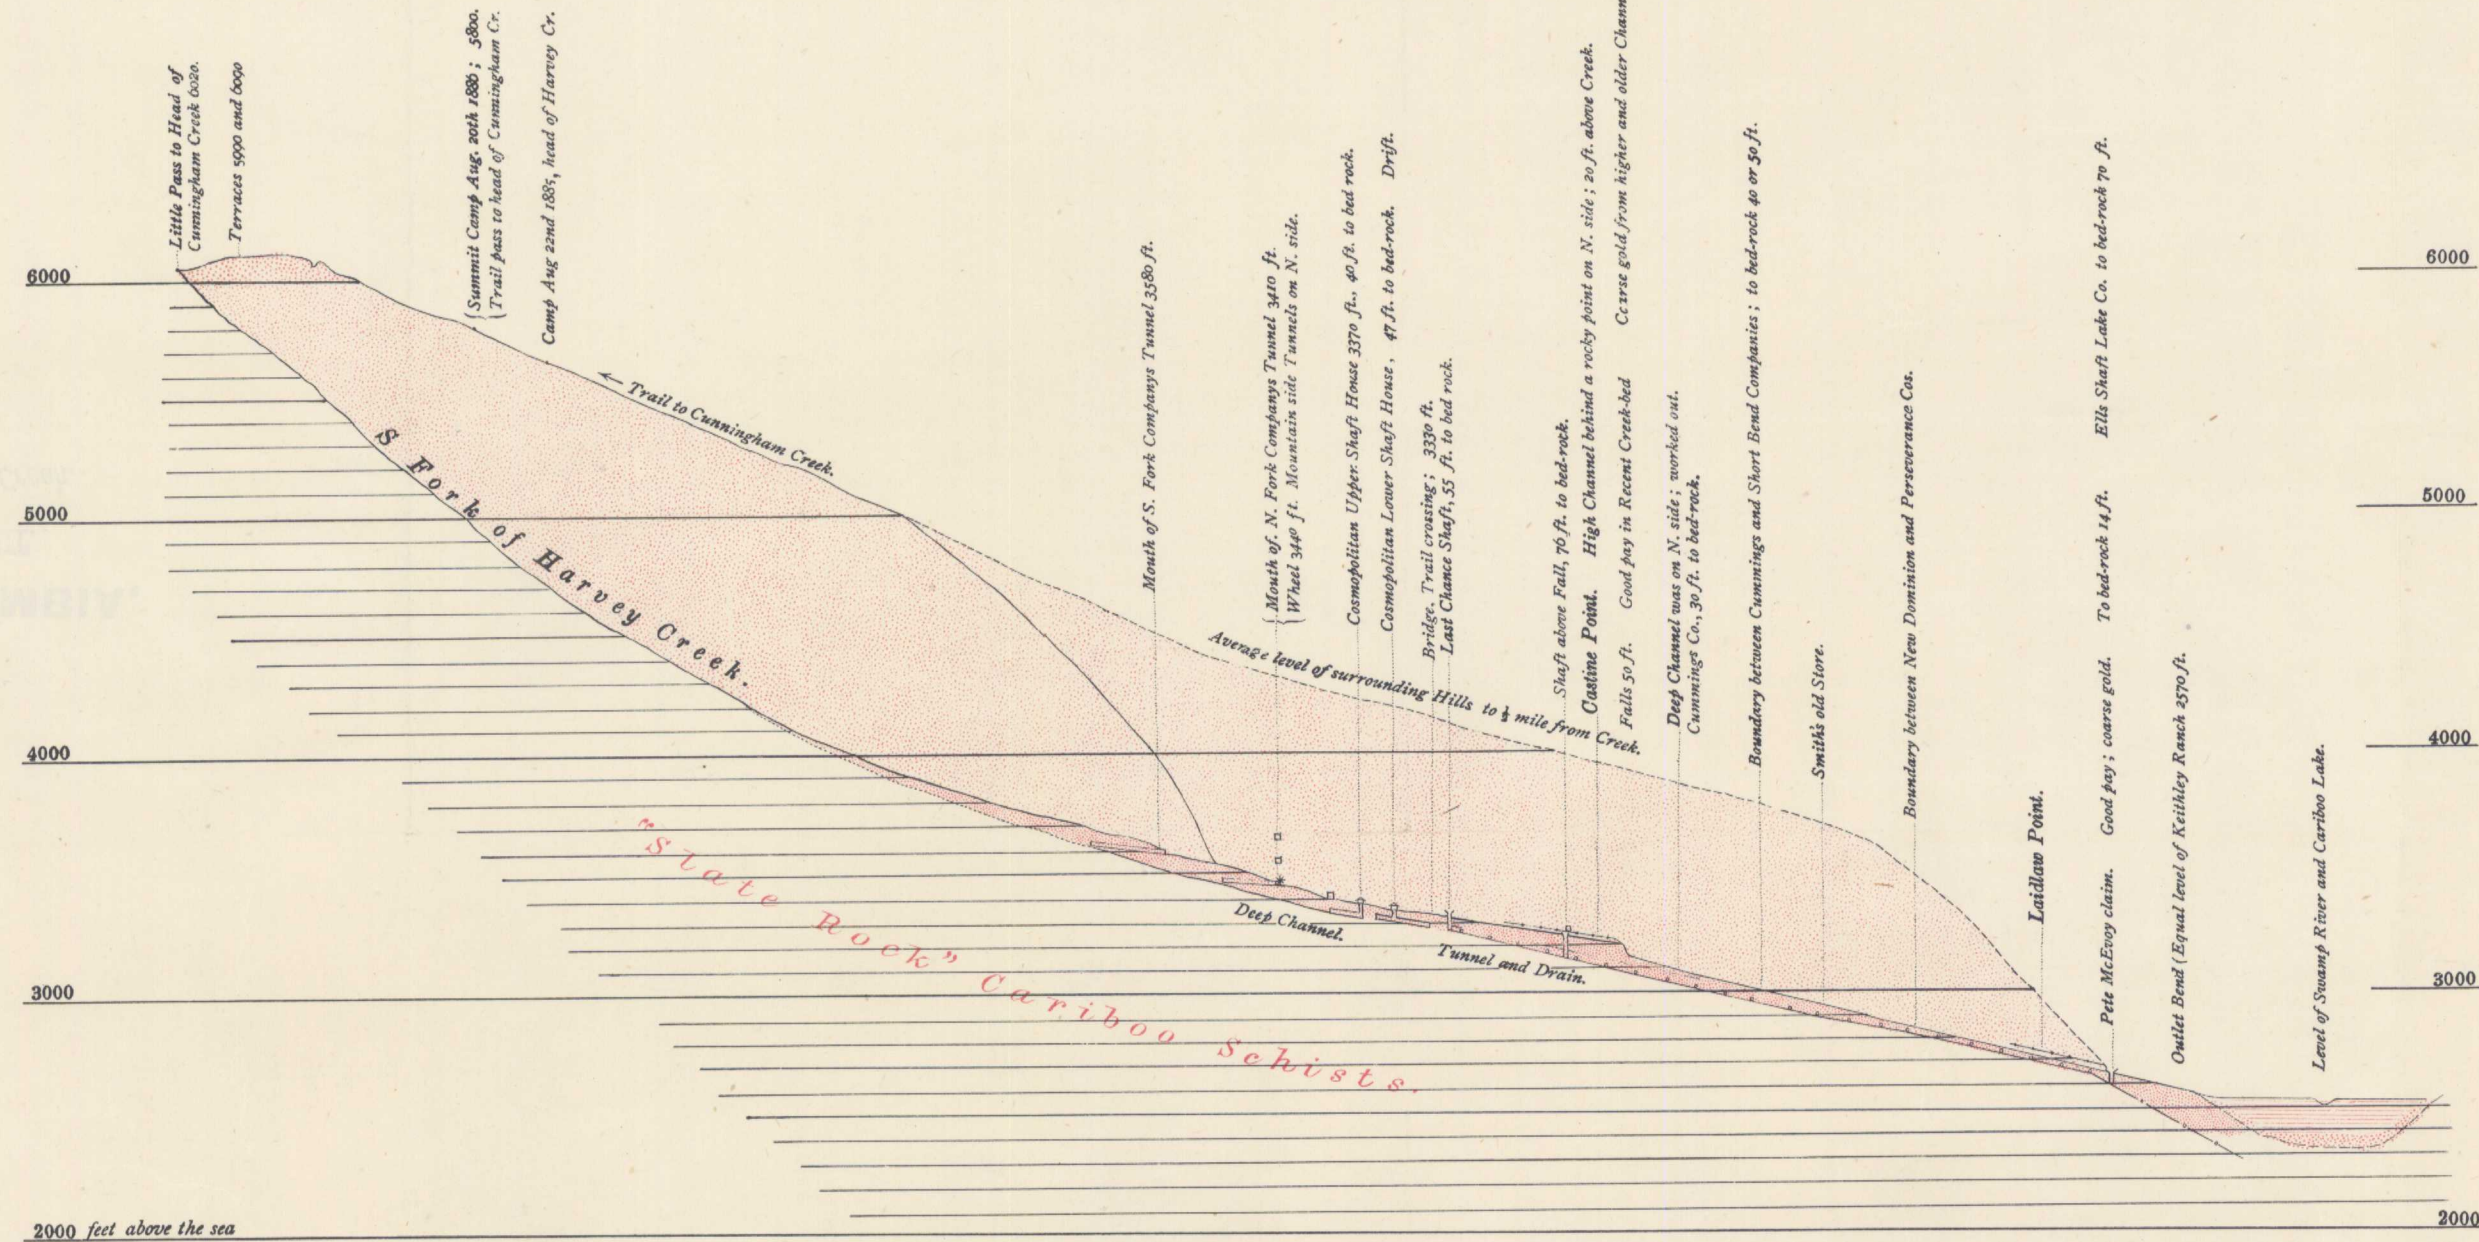 Little Pass to Head of
Cunningham Creek 6020.
Terraces 5990 and 6090
Summit Camp Aug. 20th 1886; 5800.
Trail pass to head of Cunningham Cr.
Camp Aug 22nd 1885, head of Harvey Cr.
Mouth of S. Fork Companys Tunnel 3580 ft.
Mouth of. N. Fork Companys Tunnel 3410 ft.
Wheel 3440 ft. Mountain side Tunnels on N. side.
Cosmopolitan Upper Shaft House 3370 ft., 40 ft. to bed rock.
Cosmopolitan Lower Shaft House, 47 ft. to bed-rock. Drift.
Bridge, Trail crossing; 3330 ft.
Last Chance Shaft, 55 ft. to bed rock.
Shaft above Fall, 76 ft. to bed-rock.
Castine Point. High Channel behind a rocky point on N. side; 20 ft. above Creek.
Falls 50 ft. Good pay in Recent Creek-bed Coarse gold from higher and older
Deep Channel was on N. side; worked out.
Cummings Co., 30 ft. to bed-rock.
Boundary between Cummings and Short Bend Companies; to bed-rock 40 or 50 ft.
Smith's old Store.
Boundary between New Dominion and Perseverance Cos.
Laidlaw Point.
Pete McEvoy claim. Good pay; coarse gold. To bed-rock 14 ft. Ells Shaft Lake Co. to bed-rock 70 ft.
Outlet Bend (Equal level of Keithley Ranch 2570 ft.
Level of Swamp River and Cariboo Lake.
6000
6000
← Trail to Cunningham Creek.
S Fork of Harvey Creek.
5000
5000
Average level of surrounding Hills to ½ mile from Creek.
4000
4000
"Slate Rock" Cariboo Schists.
Deep Channel.
Tunnel and Drain.
3000
3000
2000 feet above the sea
2000